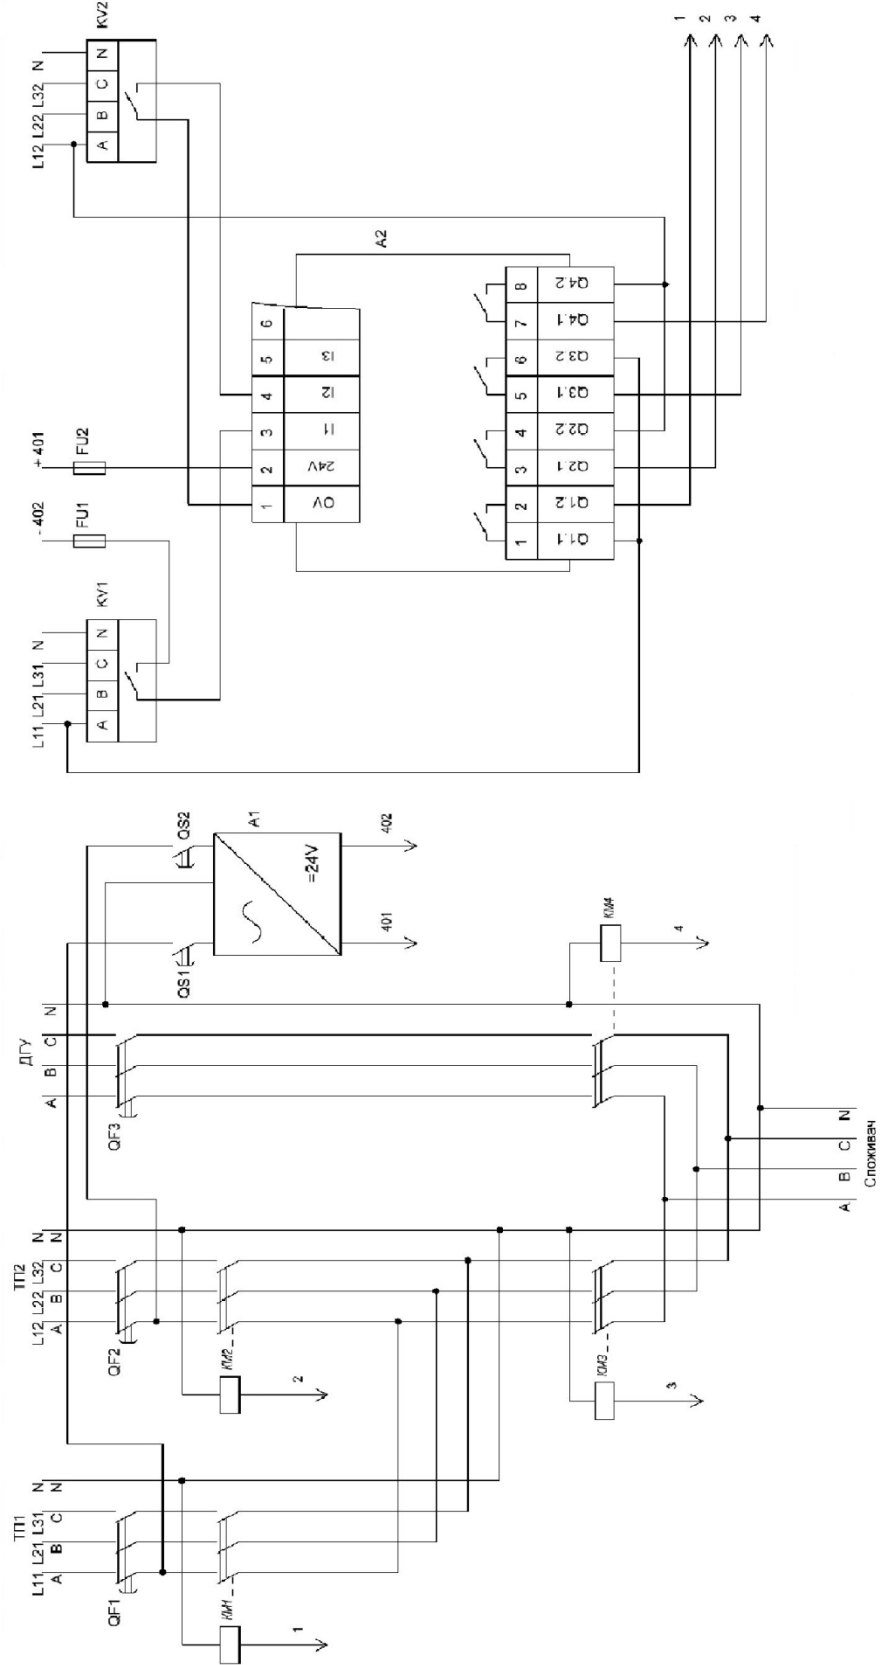 ТП1
L11 L21 L31 N
A B C N
QF1
KM1
1
ТП2
L12 L22 L32 N
A B C N
QF2
KM2
2
KM3
3
ДГУ
A B C N
QF3
KM4
4
QS1
QS2
A1
=24V
401
402
A B C N
Споживач
L11 L21 L31 N
KV1
A B C N
-402
+401
FU1
FU2
L12 L22 L32 N
KV2
A B C N
1 2 3 4 5 6
0V 24V I1 I2 I3
A2
1 2 3 4 5 6 7 8
Q1.1 Q1.2 Q2.1 Q2.2 Q3.1 Q3.2 Q4.1 Q4.2
1
2
3
4